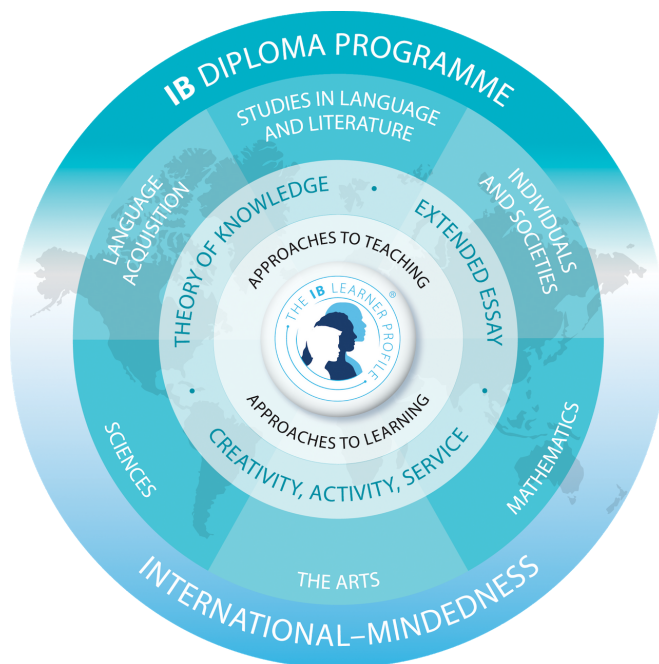 IB DIPLOMA PROGRAMME
STUDIES IN LANGUAGE
AND LITERATURE
LANGUAGE
ACQUISITION
INDIVIDUALS
AND SOCIETIES
THEORY OF KNOWLEDGE
·
EXTENDED ESSAY
APPROACHES TO TEACHING
THE IB LEARNER PROFILE
®
APPROACHES TO LEARNING
·
·
CREATIVITY, ACTIVITY, SERVICE
SCIENCES
MATHEMATICS
THE ARTS
INTERNATIONAL–MINDEDNESS